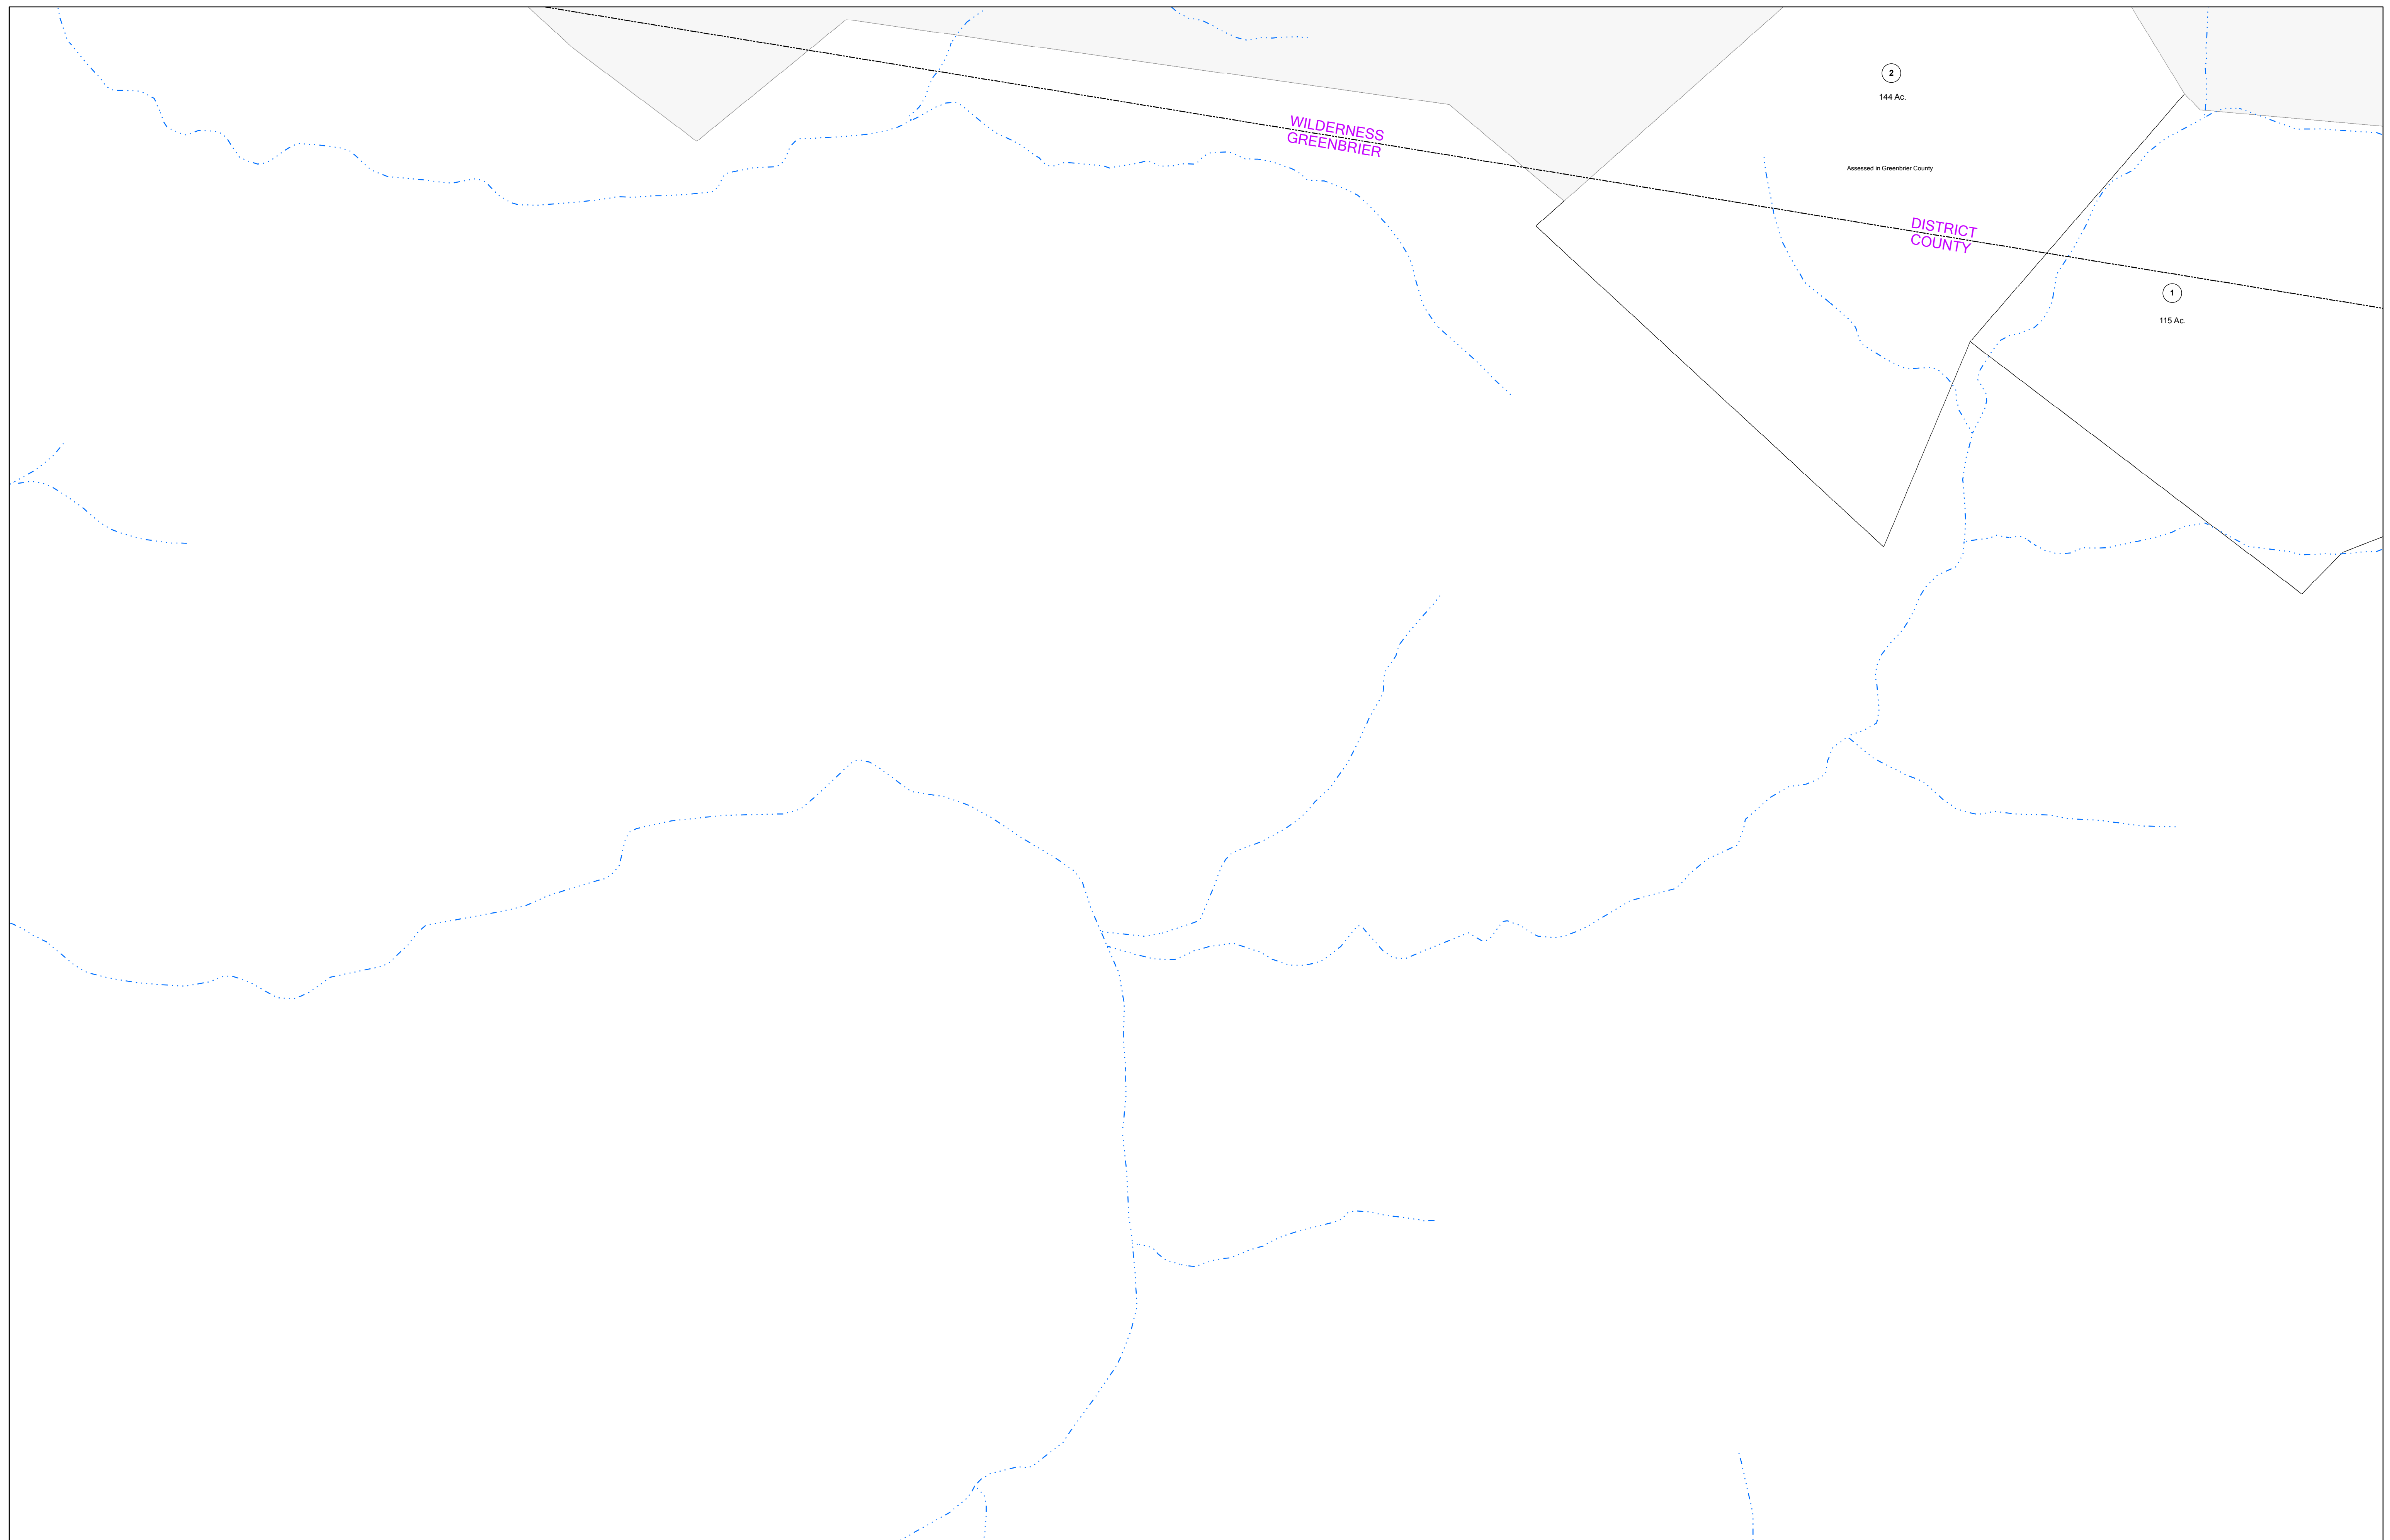 2
144 Ac.
WILDERNESS
GREENBRIER
Assessed in Greenbrier County
DISTRICT
COUNTY
1
115 Ac.